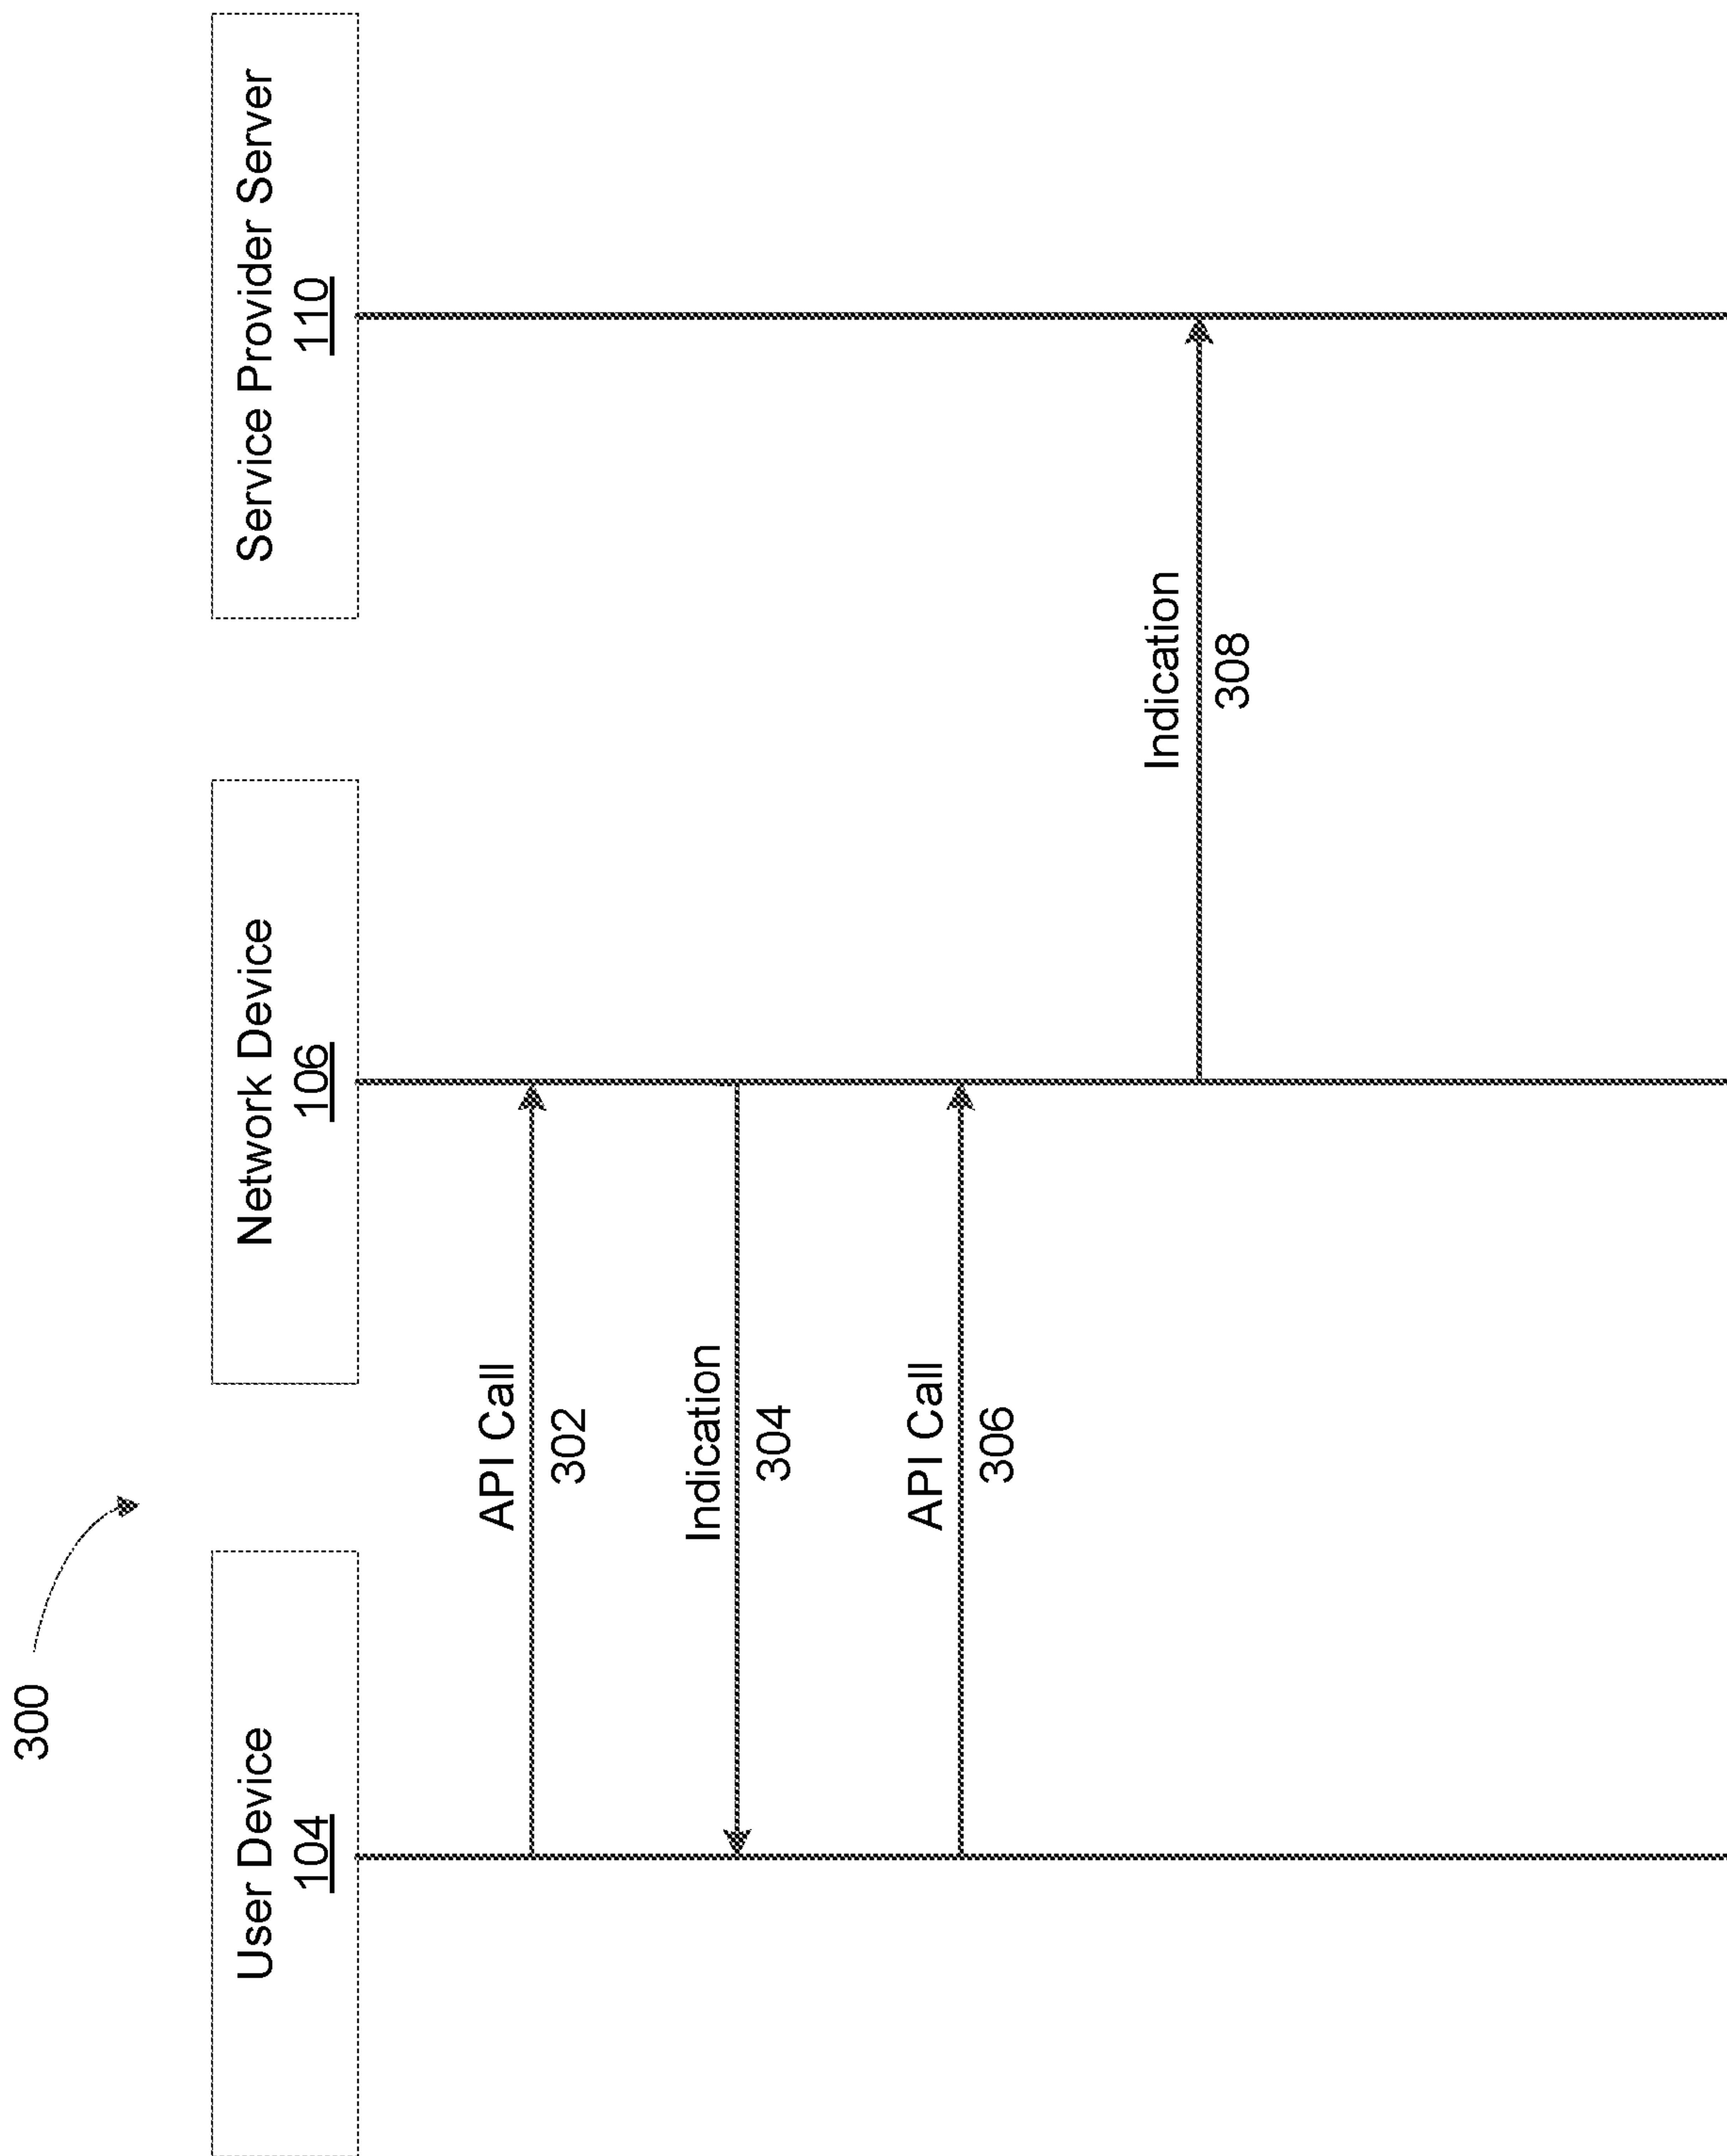 300
User Device
104
Network Device
106
Service Provider Server
110
API Call
302
Indication
304
API Call
306
Indication
308